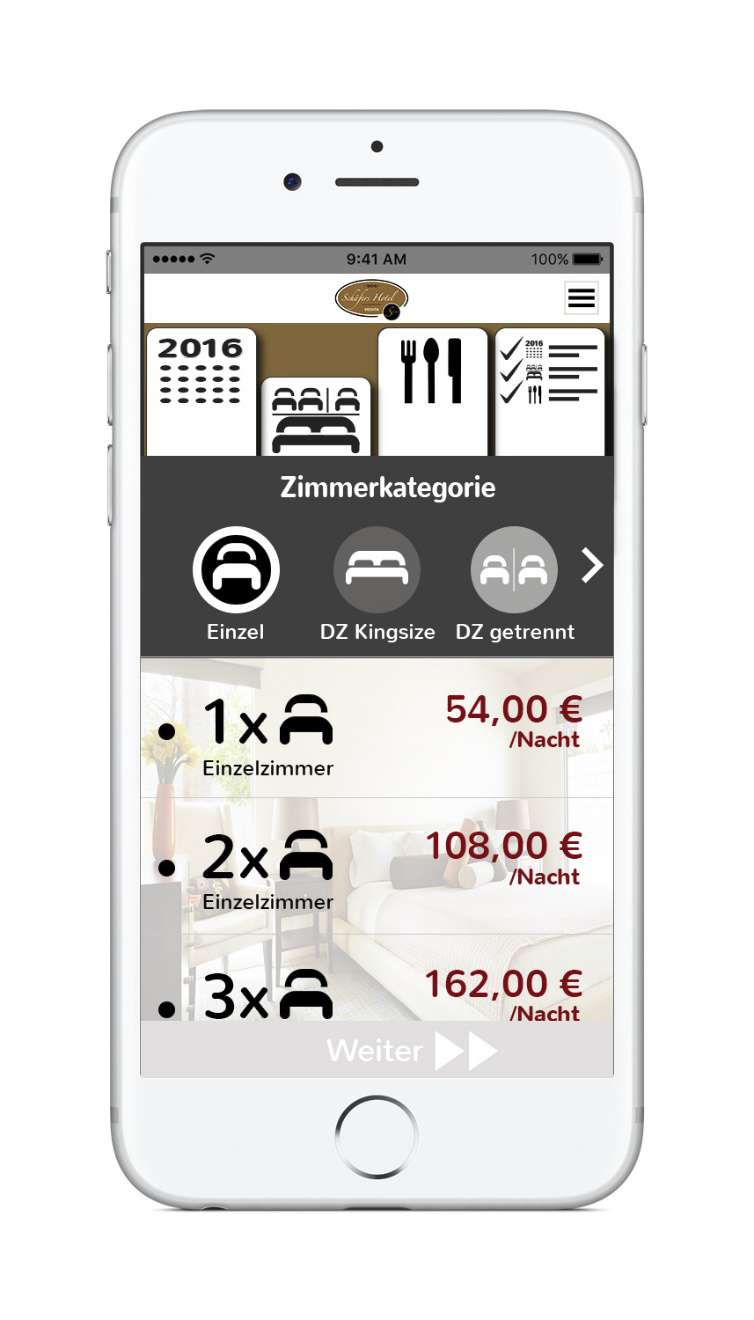 9:41 AM
100%
Schäfers Hotel
VECHTA
2016
2016
Zimmerkategorie
Einzel DZ Kingsize DZ getrennt
1x 54,00 €
/Nacht
Einzelzimmer
2x 108,00 €
/Nacht
Einzelzimmer
3x 162,00 €
/Nacht
Weiter